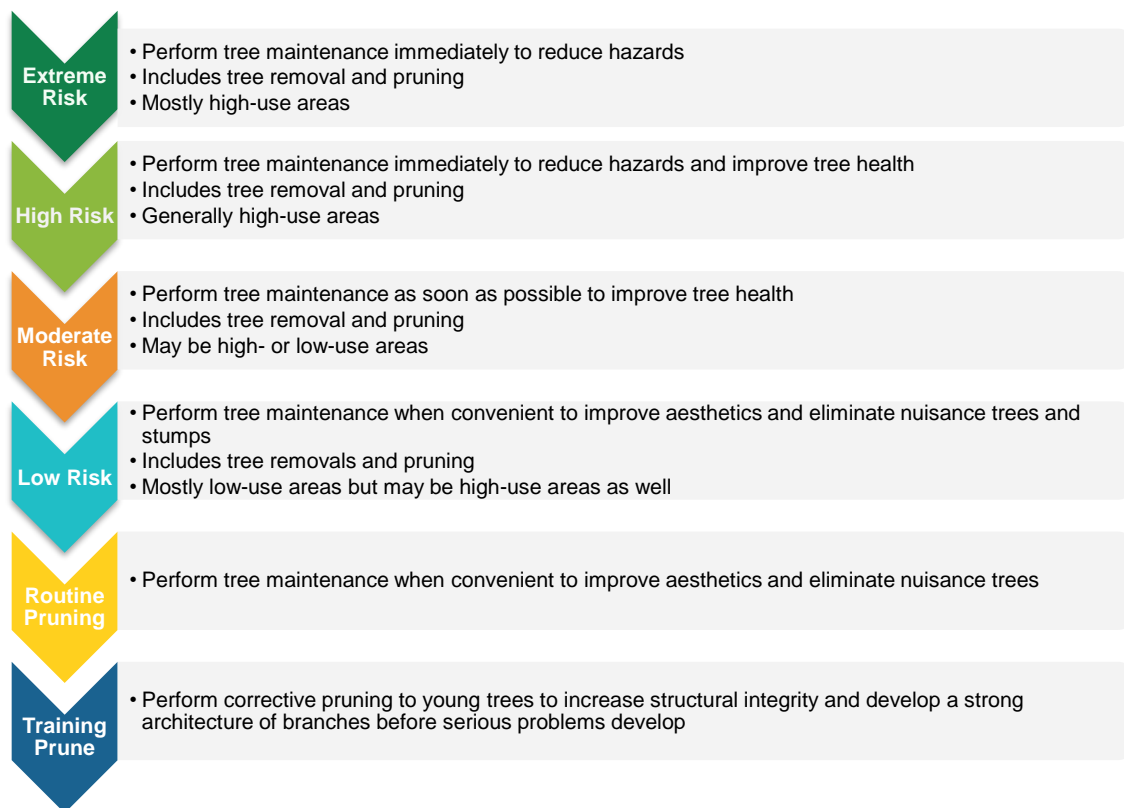 Extreme
Risk
• Perform tree maintenance immediately to reduce hazards
• Includes tree removal and pruning
• Mostly high-use areas
High Risk
• Perform tree maintenance immediately to reduce hazards and improve tree health
• Includes tree removal and pruning
• Generally high-use areas
Moderate
Risk
• Perform tree maintenance as soon as possible to improve tree health
• Includes tree removal and pruning
• May be high- or low-use areas
Low Risk
• Perform tree maintenance when convenient to improve aesthetics and eliminate nuisance trees and
stumps
• Includes tree removals and pruning
• Mostly low-use areas but may be high-use areas as well
Routine
Pruning
• Perform tree maintenance when convenient to improve aesthetics and eliminate nuisance trees
Training
Prune
• Perform corrective pruning to young trees to increase structural integrity and develop a strong
architecture of branches before serious problems develop